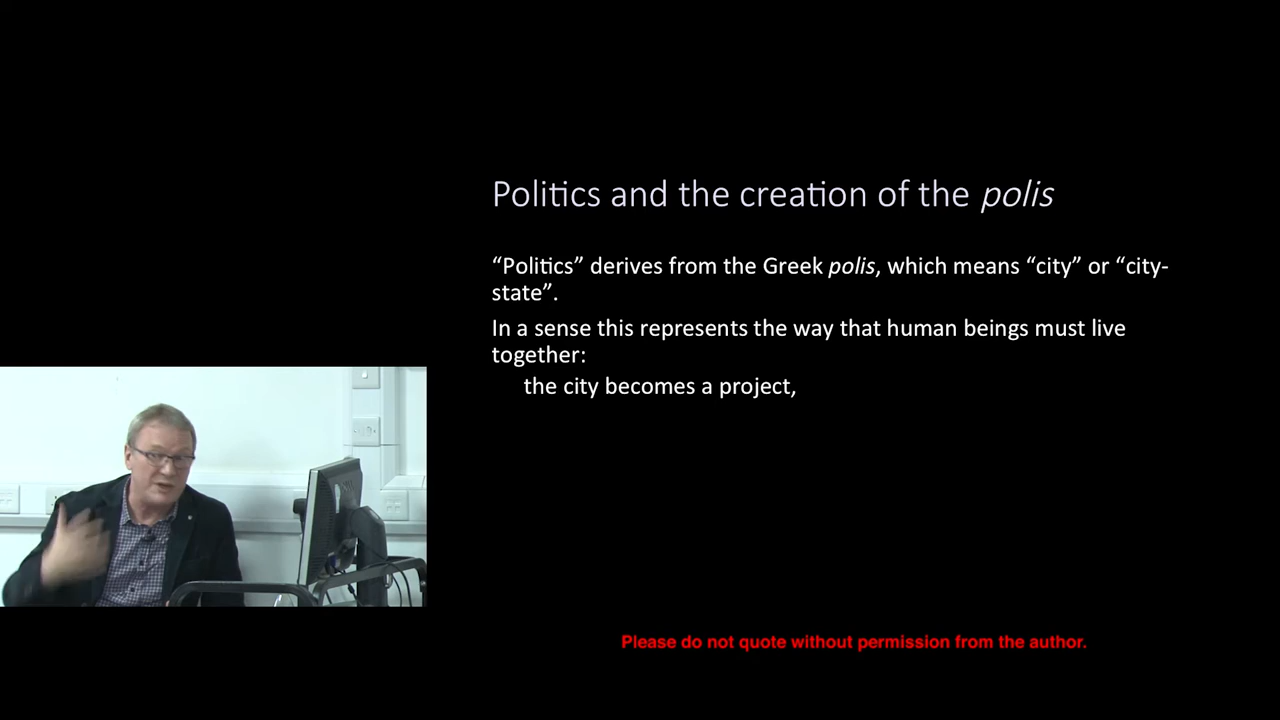 Politics and the creation of the polis
“Politics” derives from the Greek polis, which means “city” or “city-
state”.
In a sense this represents the way that human beings must live
together:
the city becomes a project,
Please do not quote without permission from the author.